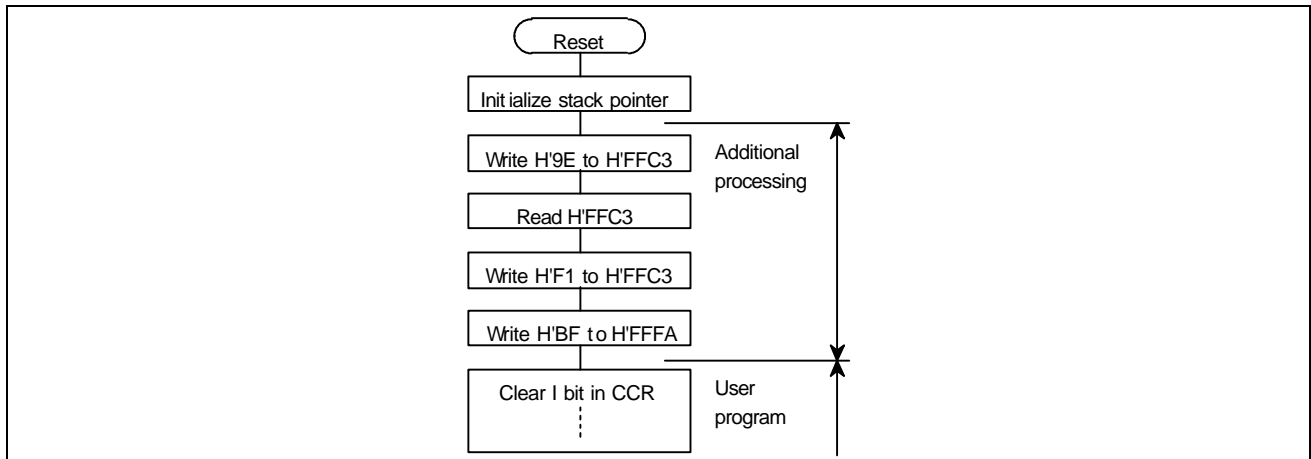 Reset
Initialize stack pointer
Write H'9E to H'FFC3
Additional
processing
Read H'FFC3
Write H'F1 to H'FFC3
Write H'BF to H'FFFA
Clear I bit in CCR
User
program